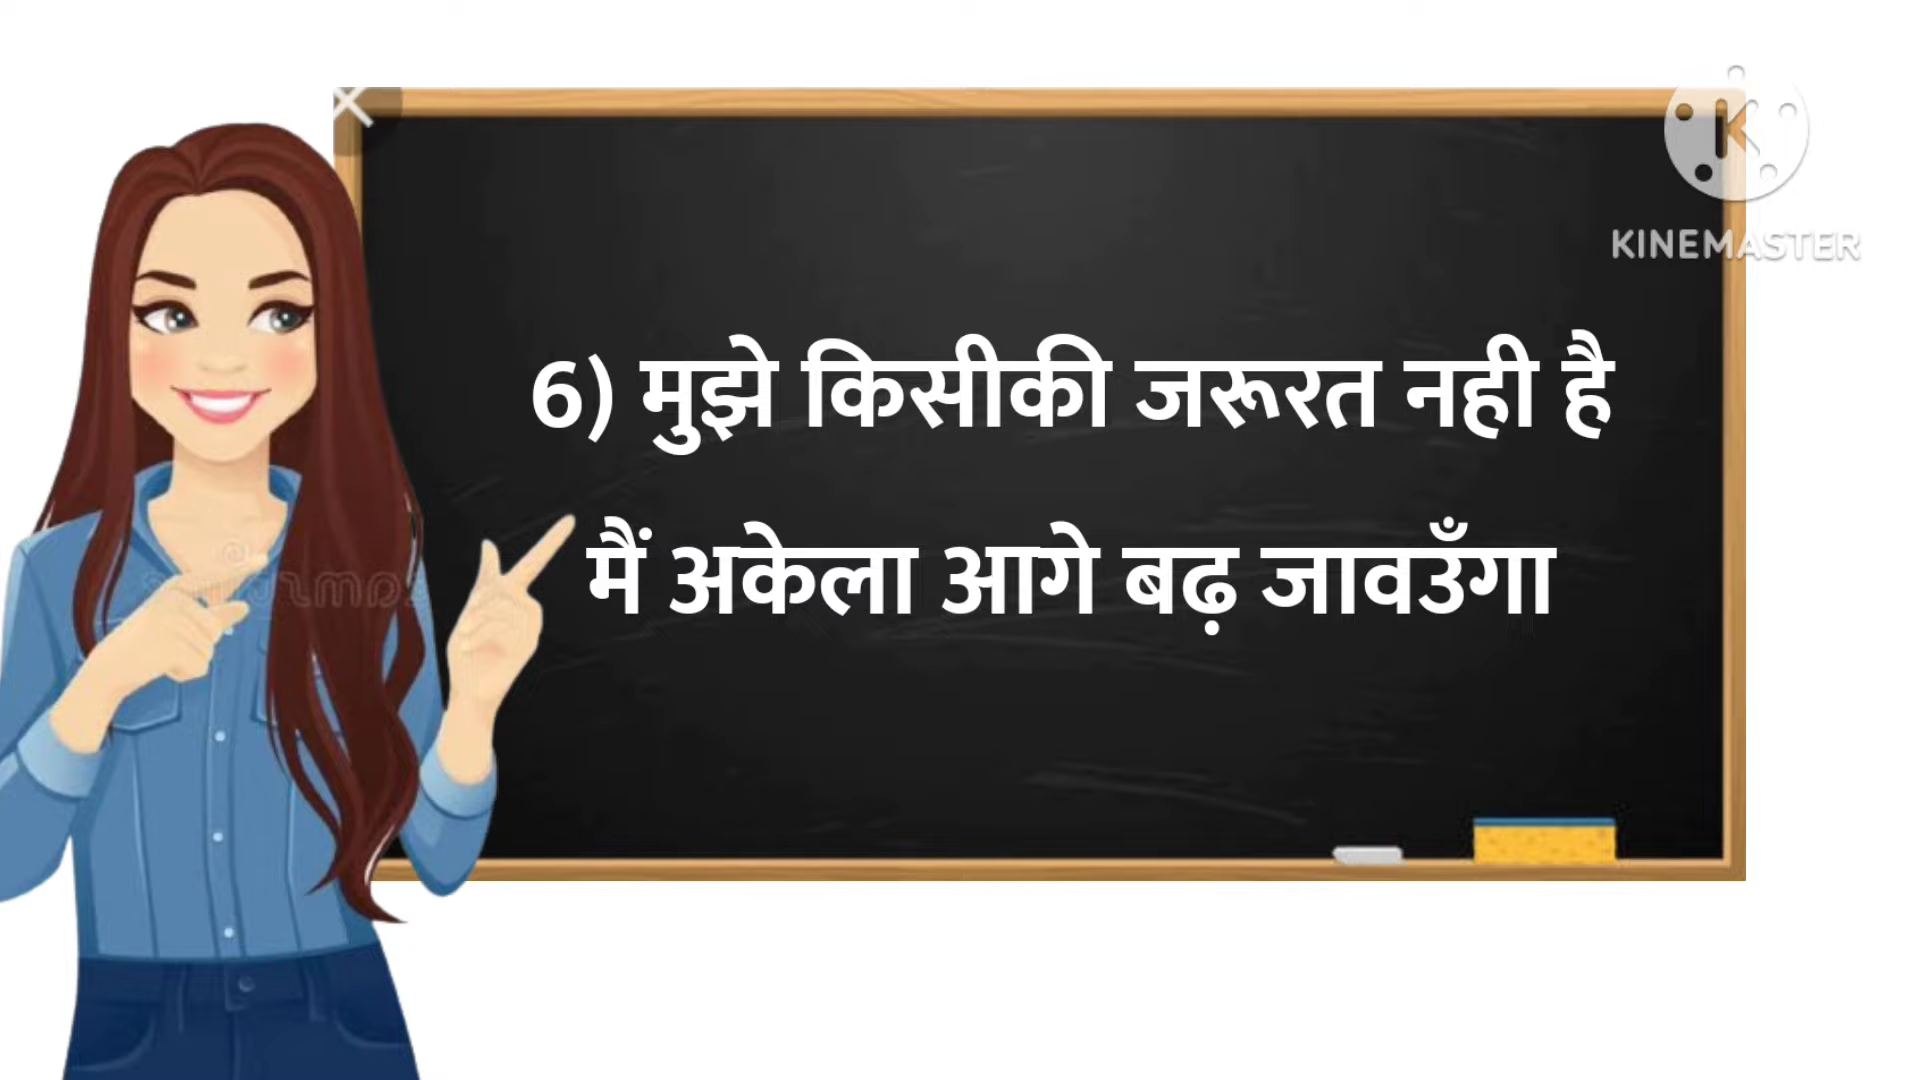 KINEMASTER
6) मुझे किसीकी जरूरत नही है
मैं अकेला आगे बढ़ जावउँगा